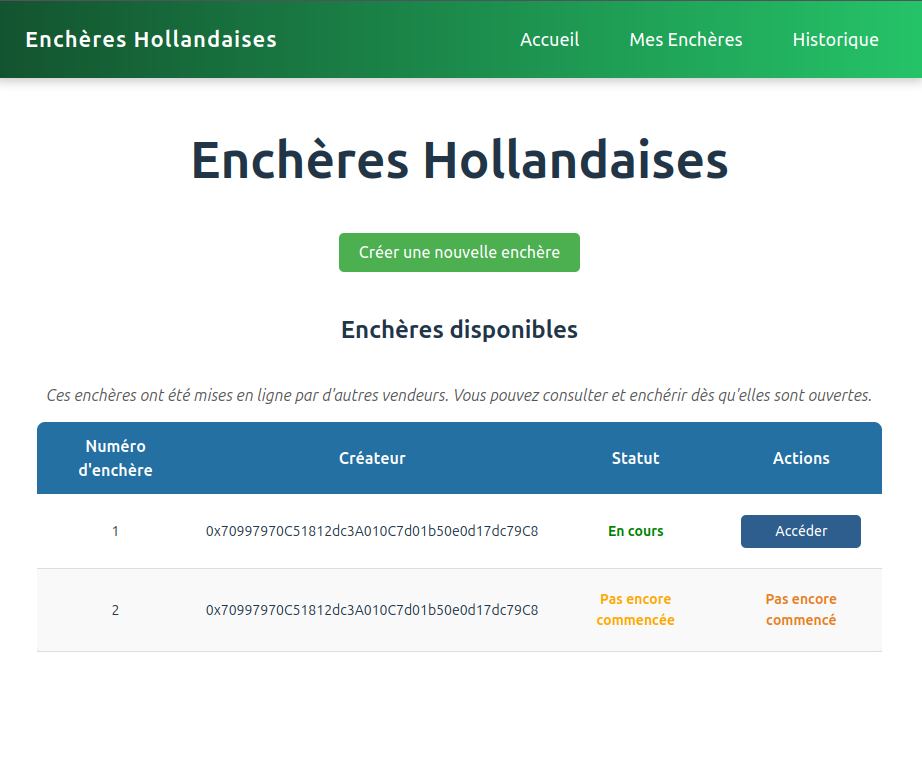 Enchères Hollandaises Accueil Mes Enchères Historique
Enchères Hollandaises
Créer une nouvelle enchère
Enchères disponibles
Ces enchères ont été mises en ligne par d'autres vendeurs. Vous pouvez consulter et enchérir dès qu'elles sont ouvertes.
Numéro
d'enchère
Créateur
Statut
Actions
1
0x70997970C51812dc3A010C7d01b50e0d17dc79C8
En cours
Accéder
2
0x70997970C51812dc3A010C7d01b50e0d17dc79C8
Pas encore
commencée
Pas encore
commencé